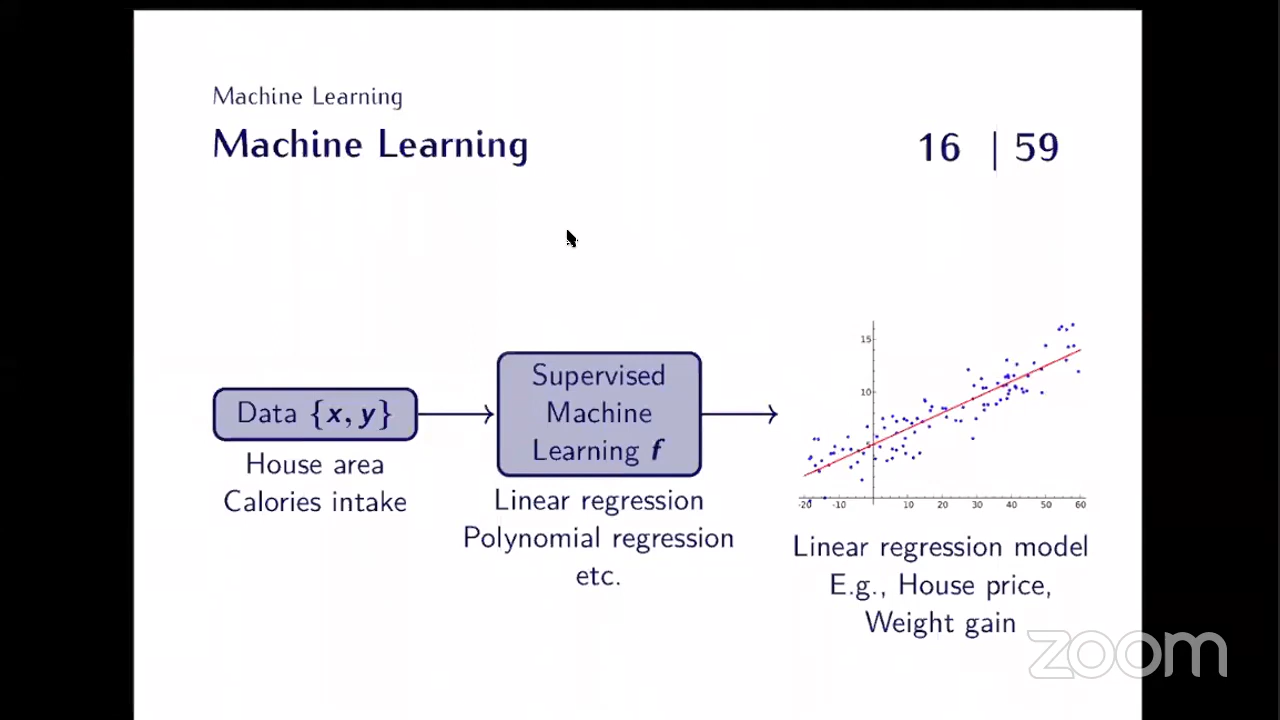 Machine Learning
Machine Learning
16 | 59
Data {x, y}
House area
Calories intake
Supervised
Machine
Learning f
Linear regression
Polynomial regression
etc.
15
10
5
-20 -10 10 20 30 40 50 60
Linear regression model
E.g., House price,
Weight gain
zoom